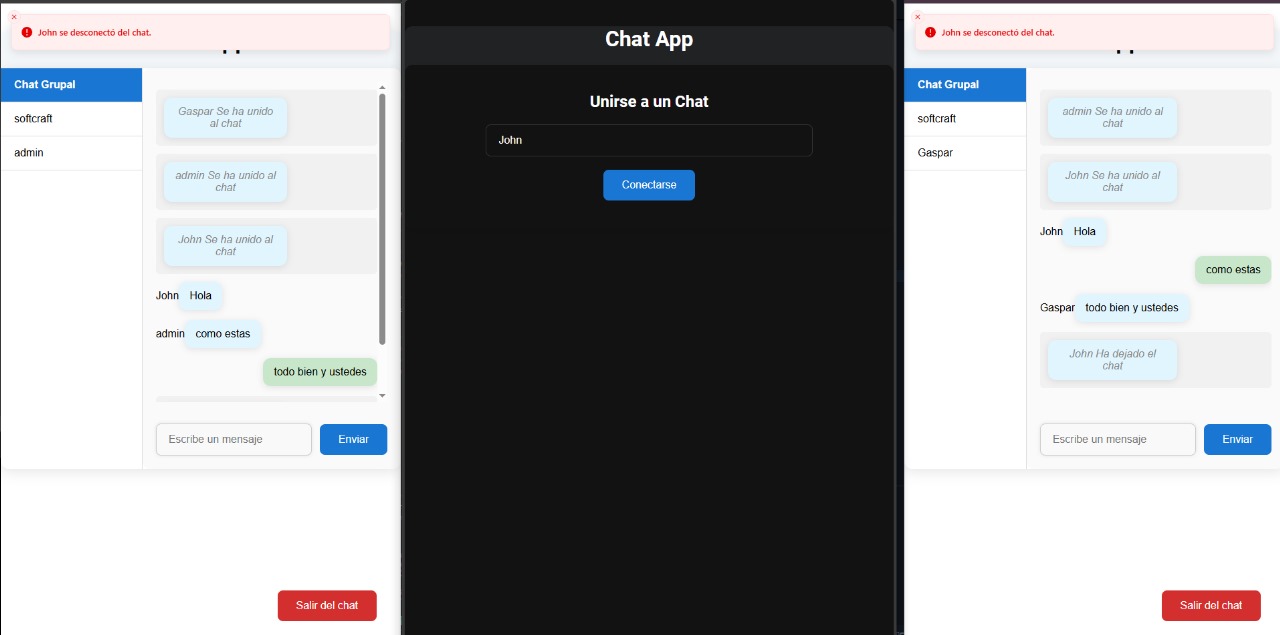 John se desconectó del chat.
Chat Grupal
softcraft
admin
Gaspar Se ha unido
al chat
admin Se ha unido al
chat
John Se ha unido al
chat
John Hola
admin como estas
todo bien y ustedes
Escribe un mensaje
Enviar
Salir del chat
Chat App
Unirse a un Chat
John
Conectarse
John se desconectó del chat.
Chat Grupal
softcraft
Gaspar
admin Se ha unido al
chat
John Se ha unido al
chat
John Hola
como estas
Gaspar todo bien y ustedes
John Ha dejado el
chat
Escribe un mensaje
Enviar
Salir del chat